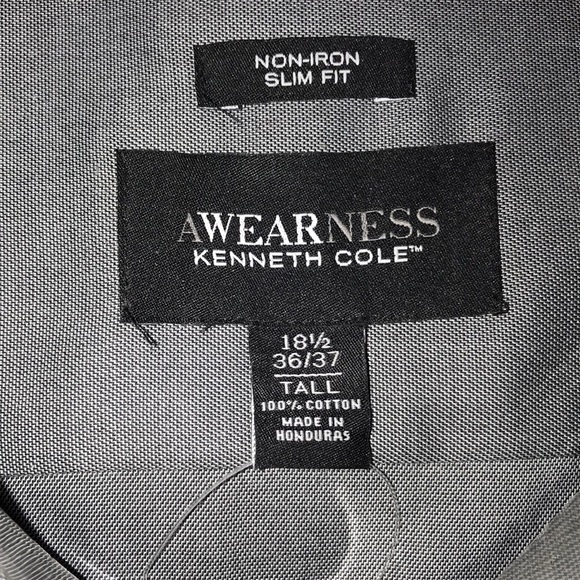 NON-IRON
SLIM FIT
AWEARNESS
KENNETH COLE™
18½
36/37
TALL
100% COTTON
MADE IN
HONDURAS